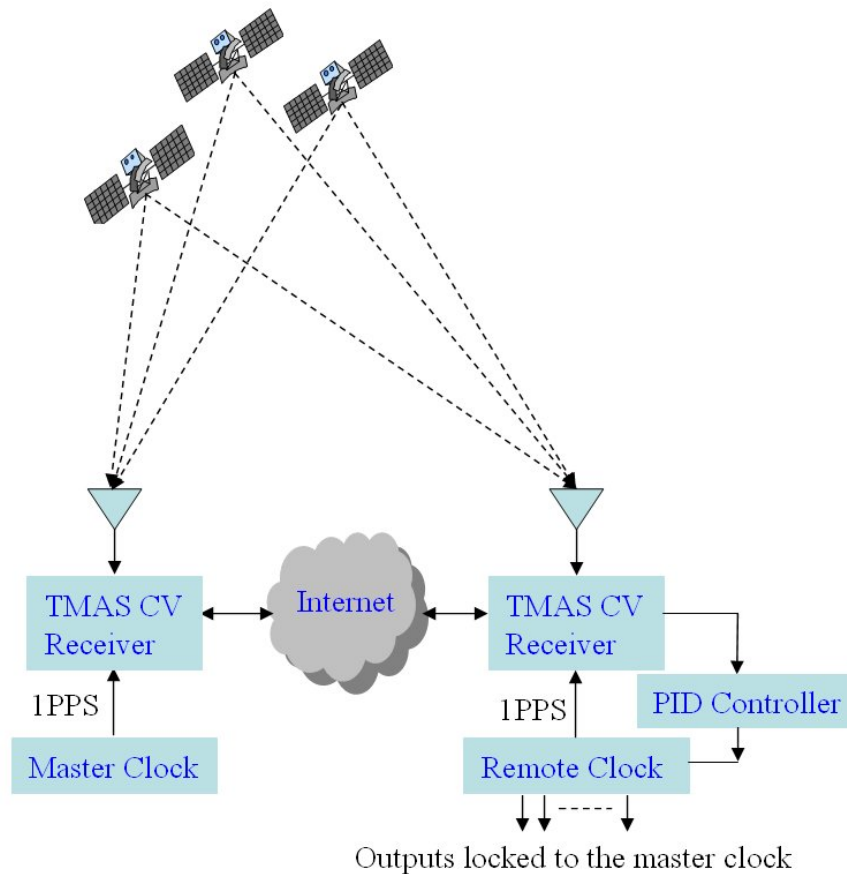 TMAS CV
Receiver
Internet
TMAS CV
Receiver
1PPS
1PPS
PID Controller
Master Clock
Remote Clock
Outputs locked to the master clock